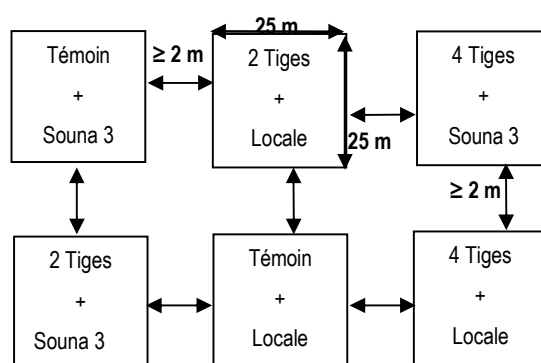 25 m
Témoin
+
Souna 3
≥ 2 m
2 Tiges
+
Locale
25 m
4 Tiges
+
Souna 3
≥ 2 m
2 Tiges
+
Souna 3
Témoin
+
Locale
4 Tiges
+
Locale